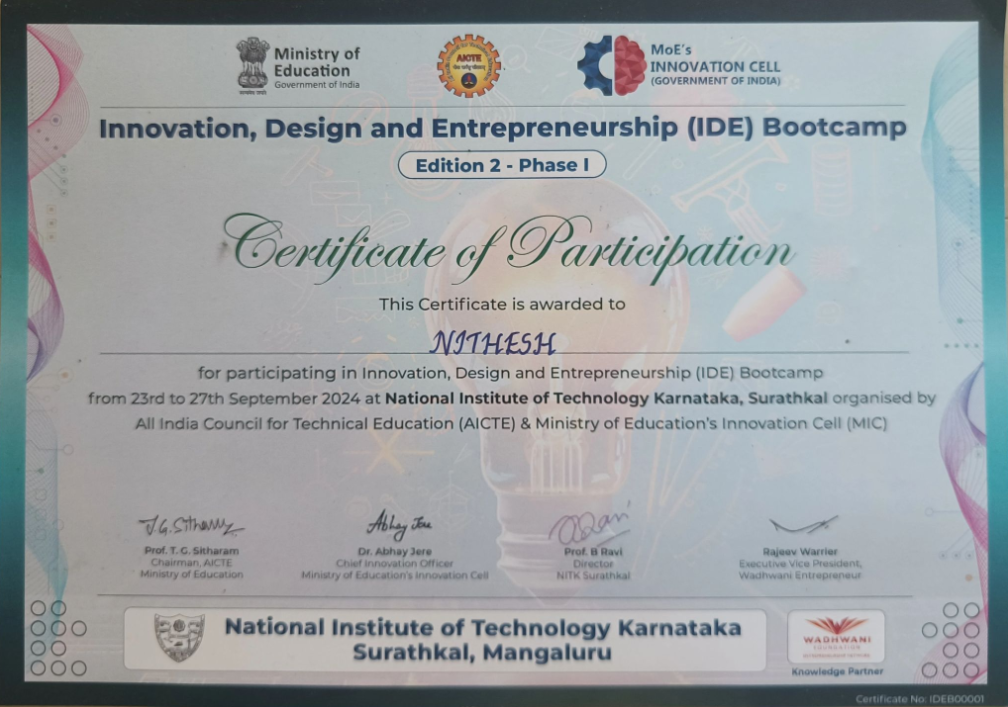 Ministry of
Education
Government of India
AICTE
MoE's
INNOVATION CELL
(GOVERNMENT OF INDIA)
Innovation, Design and Entrepreneurship (IDE) Bootcamp
Edition 2 - Phase I
Certificate of Participation
This Certificate is awarded to
NITHESH
for participating in Innovation, Design and Entrepreneurship (IDE) Bootcamp
from 23rd to 27th September 2024 at National Institute of Technology Karnataka, Surathkal organised by
All India Council for Technical Education (AICTE) & Ministry of Education's Innovation Cell (MIC)
T.G. Sitharam
Prof. T. G. Sitharam
Chairman, AICTE
Ministry of Education
Abhay Jere
Dr. Abhay Jere
Chief Innovation Officer
Ministry of Education's Innovation Cell
Prof. B Ravi
Director
NITK Surathkal
Rajeev Warrier
Executive Vice President,
Wadhwani Entrepreneur
National Institute of Technology Karnataka
Surathkal, Mangaluru
WADHWANI
FOUNDATION
Knowledge Partner
Certificate No: IDEB00001